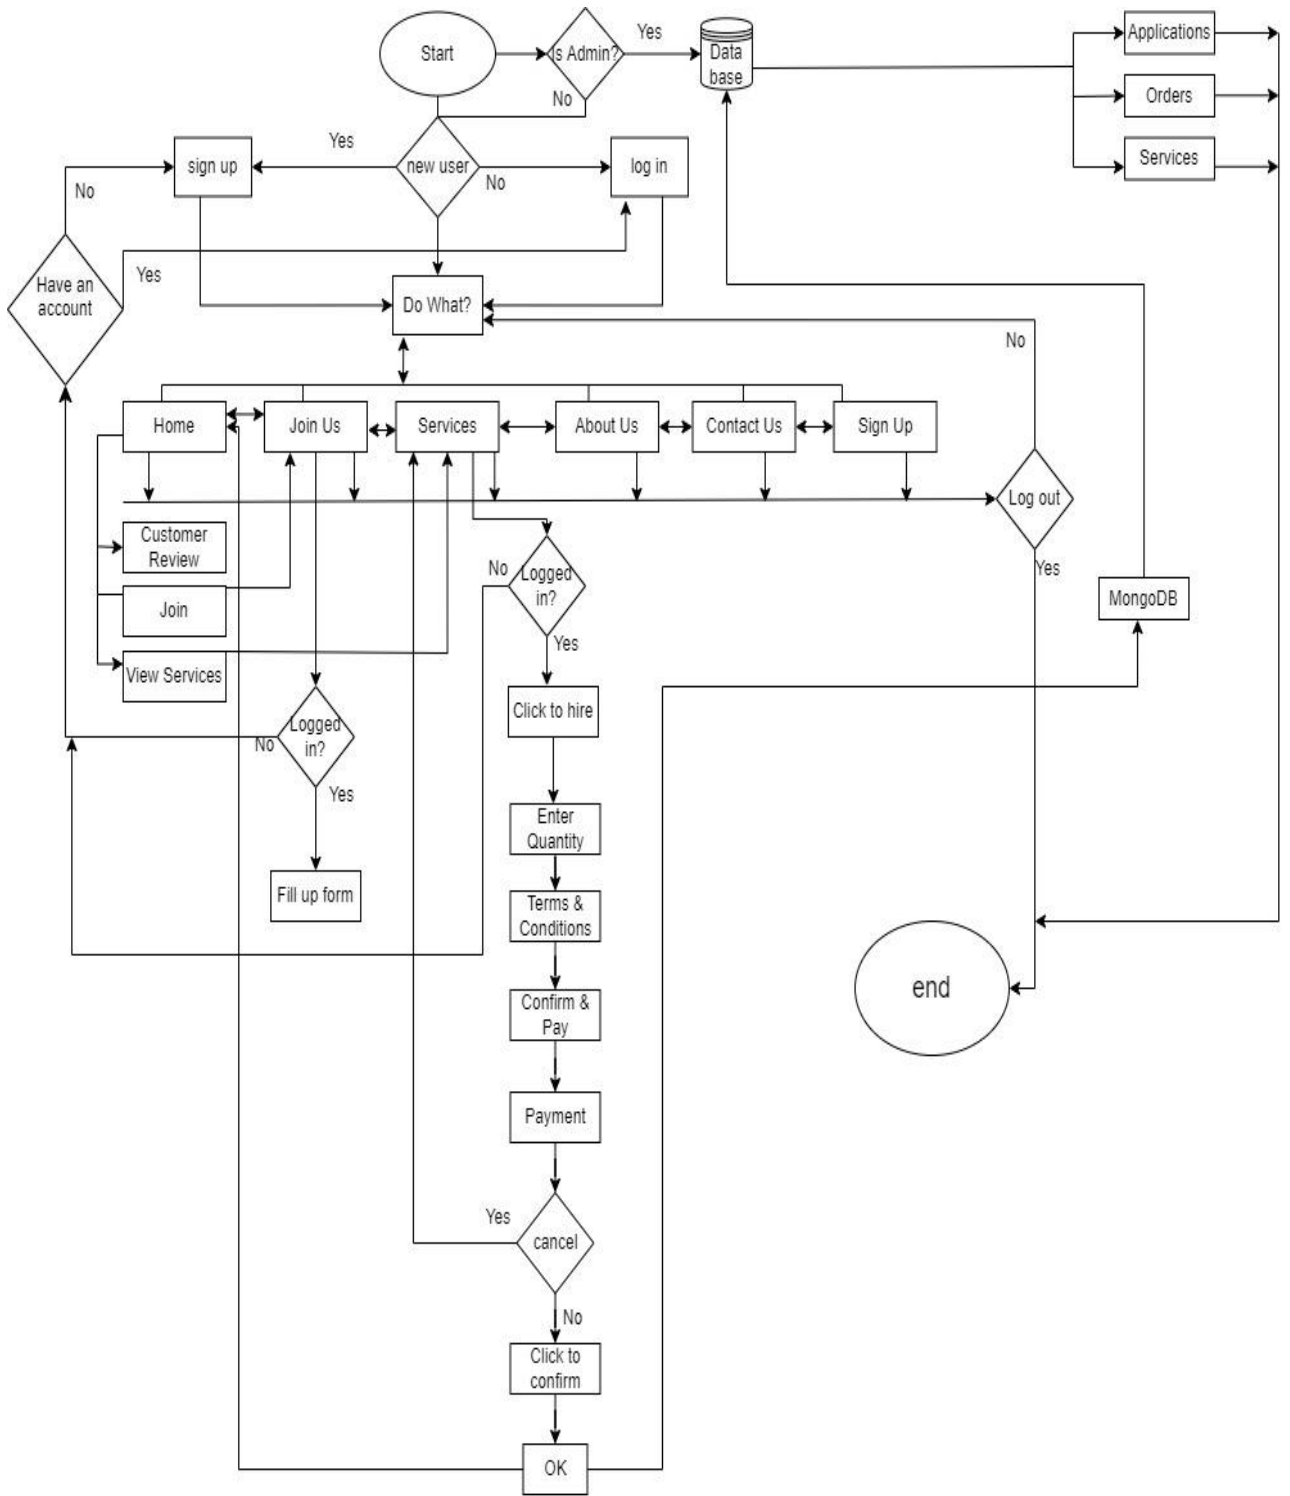 Start
Is Admin?
Yes
Data
base
Applications
No
Orders
Yes
sign up
new user
No
log in
Services
No
Have an
account
Yes
Do What?
No
Home
Join Us
Services
About Us
Contact Us
Sign Up
Log out
Yes
Customer
Review
No
Logged
in?
Join
MongoDB
Yes
View Services
Click to hire
Logged
in?
No
Yes
Enter
Quantity
Fill up form
Terms &
Conditions
end
Confirm &
Pay
Payment
Yes
cancel
No
Click to
confirm
OK